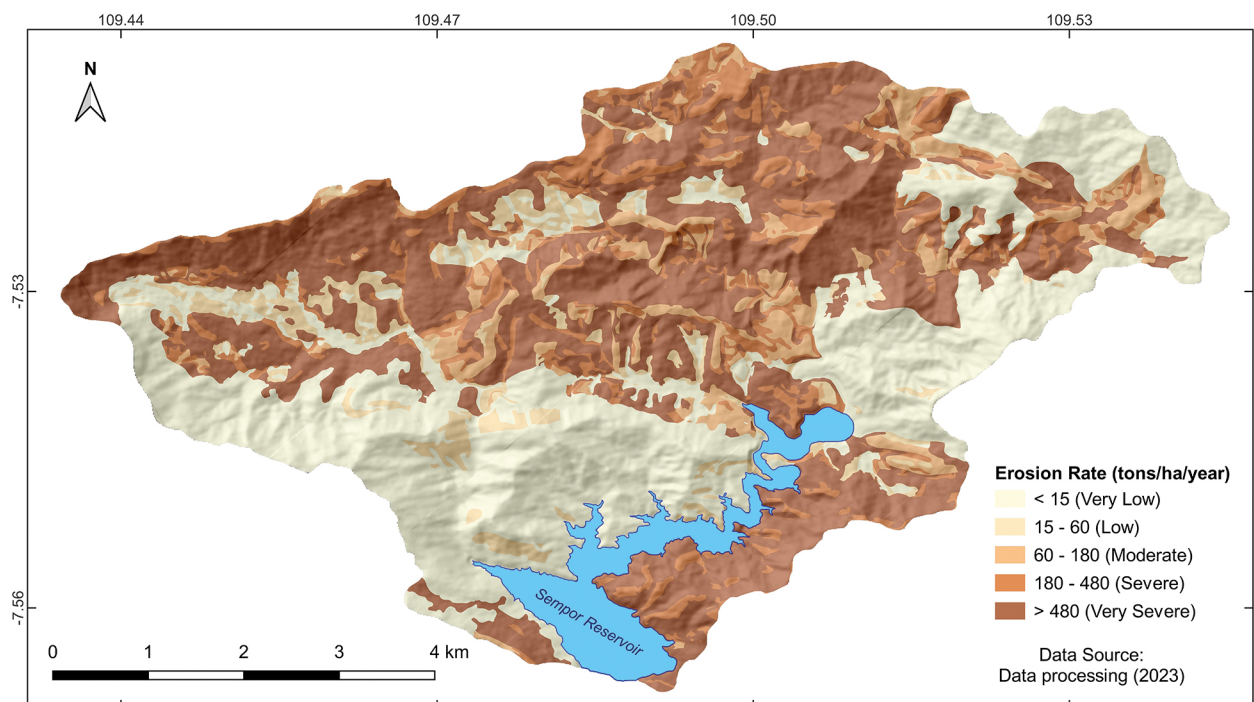 109.44 109.47 109.50 109.53
N
-7.53
-7.56
Sempor Reservoir
0 1 2 3 4 km
Erosion Rate (tons/ha/year)
< 15 (Very Low)
15 - 60 (Low)
60 - 180 (Moderate)
180 - 480 (Severe)
> 480 (Very Severe)
Data Source:
Data processing (2023)